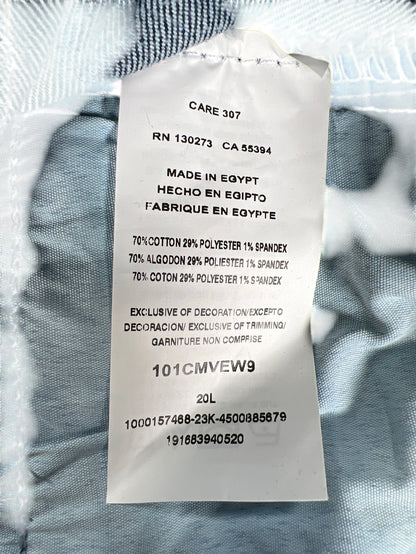 CARE 307
RN 130273 CA 55394
MADE IN EGYPT
HECHO EN EGIPTO
FABRIQUE EN EGYPTE
70%COTTON 29% POLYESTER 1% SPANDEX
70% ALGODON 29% POLIESTER 1% SPANDEX
70% COTON 29% POLYESTER 1% SPANDEX
EXCLUSIVE OF DECORATION/EXCEPTO
DECORACION/ EXCLUSIVE OF TRIMMING/
GARNITURE NON COMPRISE
101CMVEW9
20L
1000157468-23K-4500885679
191683940520